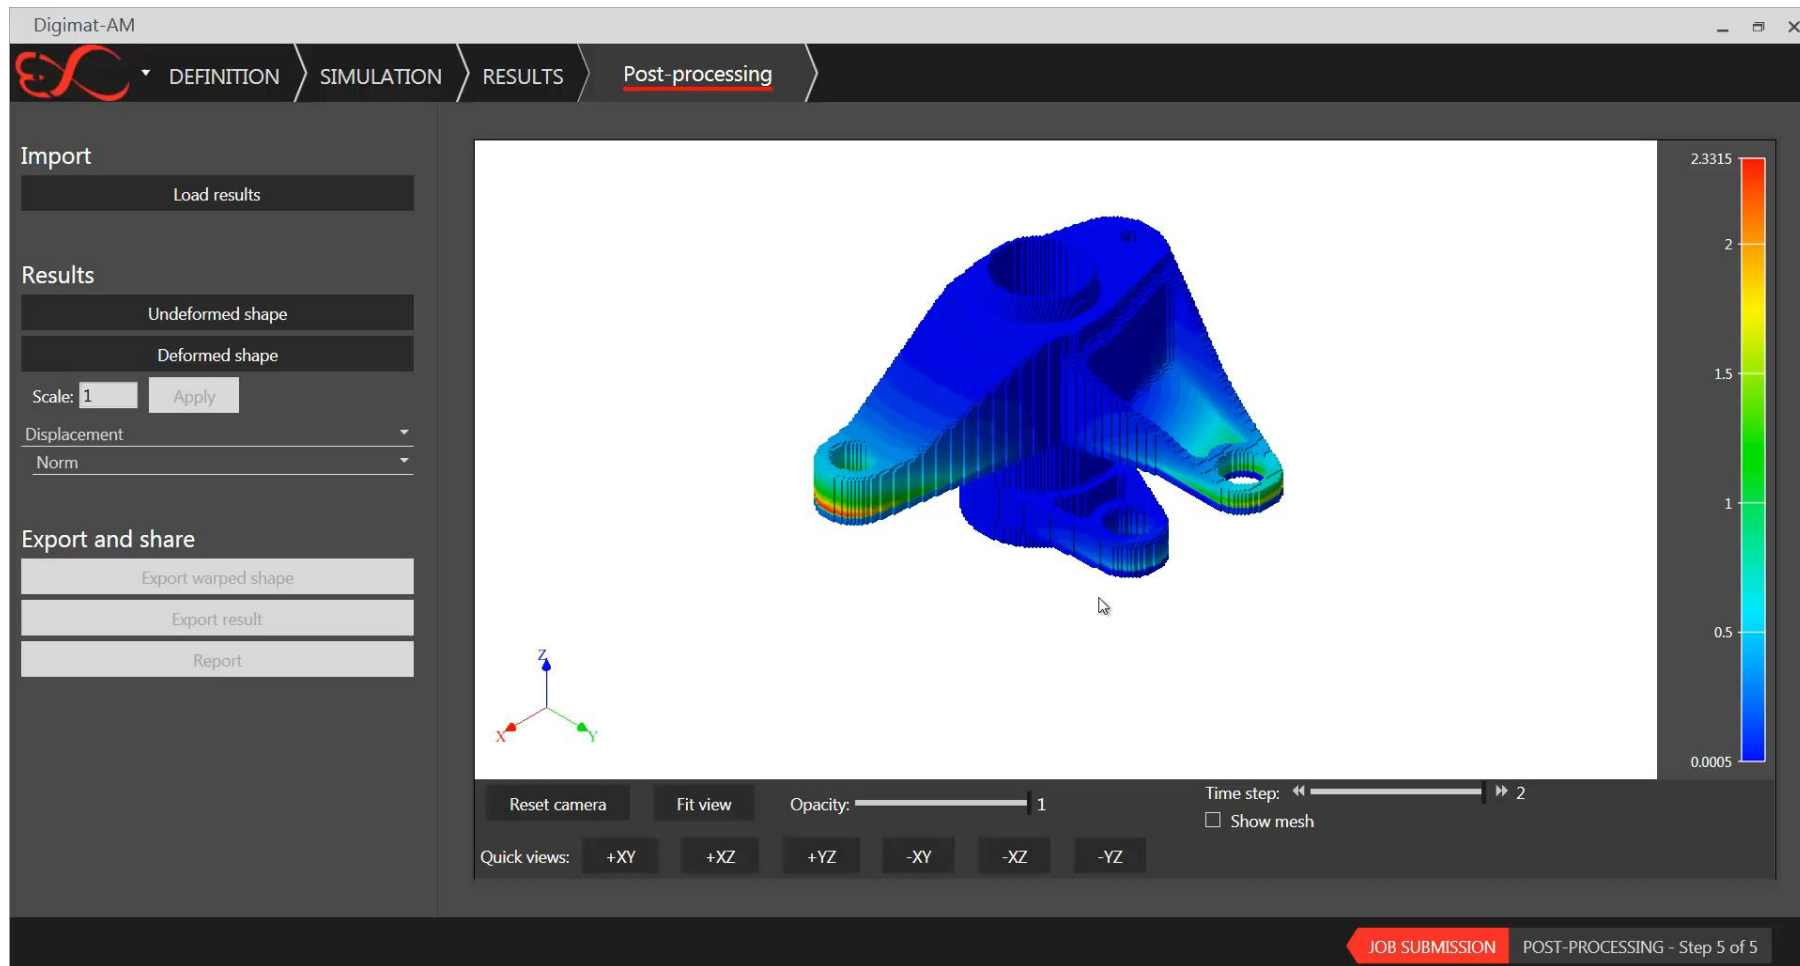 Digimat-AM
DEFINITION
SIMULATION
RESULTS
Post-processing
Import
Load results
Results
Undeformed shape
Deformed shape
Scale: 1 Apply
Displacement
Norm
Export and share
Export warped shape
Export result
Report
2.3315
2
1.5
1
0.5
0.0005
Z
X
Y
Reset camera
Fit view
Opacity: 1
Time step: 2
Show mesh
Quick views: +XY +XZ +YZ -XY -XZ -YZ
JOB SUBMISSION
POST-PROCESSING - Step 5 of 5